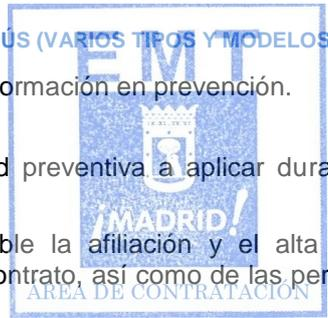 ÚS (VARIOS TIPOS Y MODELOS
EMT
ormación en prevención.
d preventiva a aplicar dura
¡MADRID!
ble la afiliación y el alta
ontrato, así como de las per
AREA DE CONTRATACIÓN